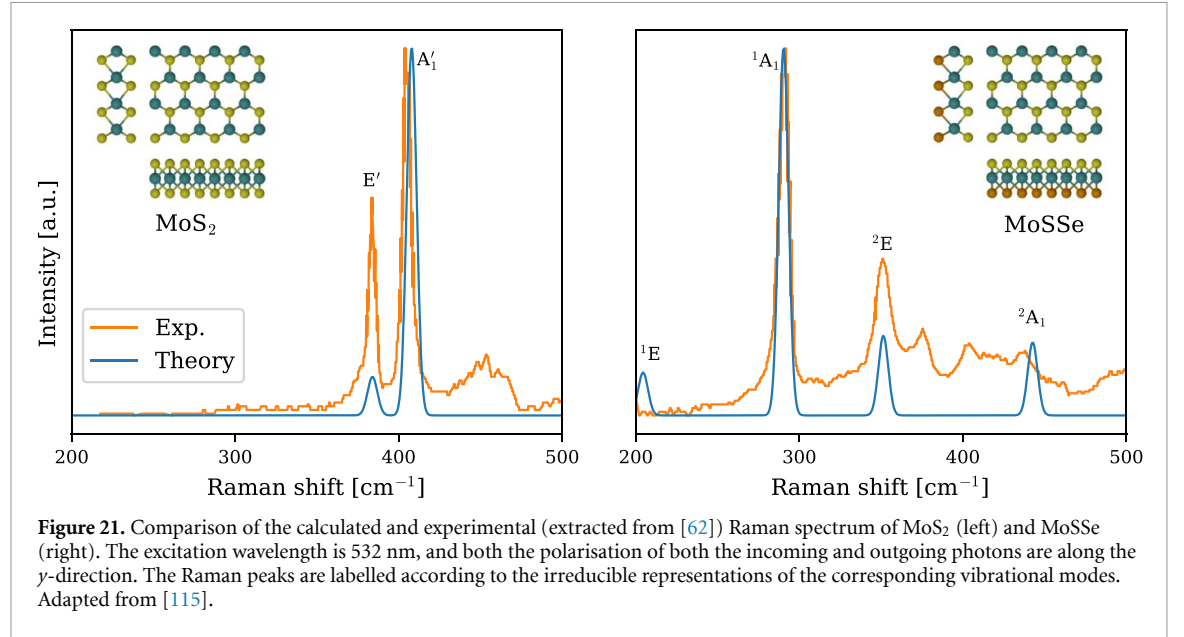 A′₁
E′
MoS₂
Exp.
Theory
Intensity [a.u.]
200 300 400 500
Raman shift [cm⁻¹]
¹A₁
²E
²A₁
¹E
MoSSe
200 300 400 500
Raman shift [cm⁻¹]
Figure 21. Comparison of the calculated and experimental (extracted from [62]) Raman spectrum of MoS₂ (left) and MoSSe
(right). The excitation wavelength is 532 nm, and both the polarisation of both the incoming and outgoing photons are along the
y-direction. The Raman peaks are labelled according to the irreducible representations of the corresponding vibrational modes.
Adapted from [115].